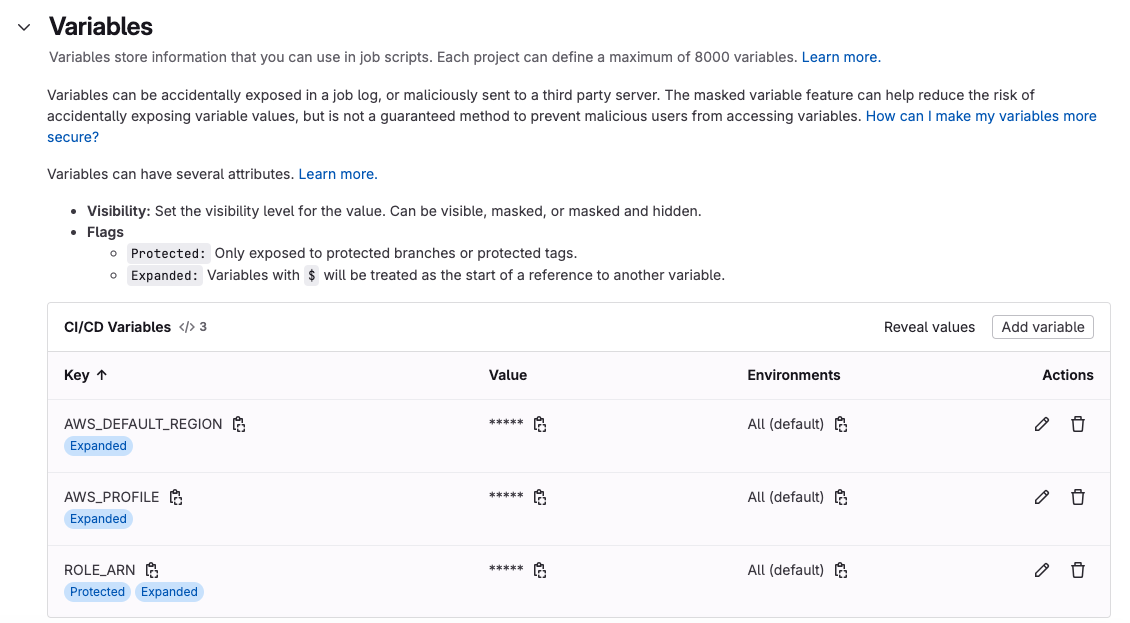 Variables
Variables store information that you can use in job scripts. Each project can define a maximum of 8000 variables. Learn more.
Variables can be accidentally exposed in a job log, or maliciously sent to a third party server. The masked variable feature can help reduce the risk of
accidentally exposing variable values, but is not a guaranteed method to prevent malicious users from accessing variables. How can I make my variables more
secure?
Variables can have several attributes. Learn more.
• Visibility: Set the visibility level for the value. Can be visible, masked, or masked and hidden.
• Flags
◦ Protected: Only exposed to protected branches or protected tags.
◦ Expanded: Variables with $ will be treated as the start of a reference to another variable.
CI/CD Variables </> 3 Reveal values Add variable
Key ↑ Value Environments Actions
AWS_DEFAULT_REGION ***** All (default)
Expanded
AWS_PROFILE ***** All (default)
Expanded
ROLE_ARN ***** All (default)
Protected Expanded